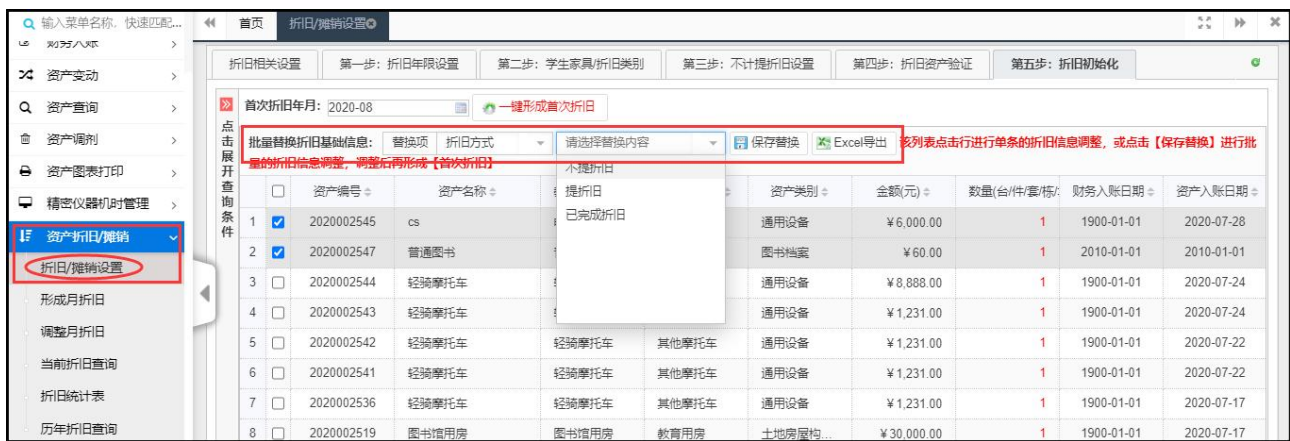 输入菜单名称，快速匹配...
首页
折旧/摊销设置
财务入账
资产变动
资产查询
资产调剂
资产图表打印
精密仪器机时管理
资产折旧/摊销
折旧/摊销设置
形成月折旧
调整月折旧
当前折旧查询
折旧统计表
历年折旧查询
折旧相关设置 第一步：折旧年限设置 第二步：学生家具/折旧类别 第三步：不计提折旧设置 第四步：折旧资产验证 第五步：折旧初始化
点击展开查询条件
首次折旧年月： 2020-08 一键形成首次折旧
批量替换折旧基础信息： 替换项 折旧方式 请选择替换内容 保存替换 Excel导出 该列表点击行进行单条的折旧信息调整，或点击【保存替换】进行批
量的折旧信息调整，调整后再形成【首次折旧】
不提折旧
提折旧
已完成折旧
资产编号 资产名称 资产类别 金额(元) 数量(台/件/套/栋/ 财务入账日期 资产入账日期
1 2020002545 cs 通用设备 ￥6,000.00 1 1900-01-01 2020-07-28
2 2020002547 普通图书 图书档案 ￥60.00 1 2010-01-01 2010-01-01
3 2020002544 轻骑摩托车 通用设备 ￥8,888.00 1 1900-01-01 2020-07-24
4 2020002543 轻骑摩托车 通用设备 ￥1,231.00 1 1900-01-01 2020-07-24
5 2020002542 轻骑摩托车 轻骑摩托车 其他摩托车 通用设备 ￥1,231.00 1 1900-01-01 2020-07-22
6 2020002541 轻骑摩托车 轻骑摩托车 其他摩托车 通用设备 ￥1,231.00 1 1900-01-01 2020-07-22
7 2020002536 轻骑摩托车 轻骑摩托车 其他摩托车 通用设备 ￥1,231.00 1 1900-01-01 2020-07-17
8 2020002519 图书馆用房 图书馆用房 教育用房 土地房屋构... ￥30,000.00 1 1900-01-01 2020-07-17